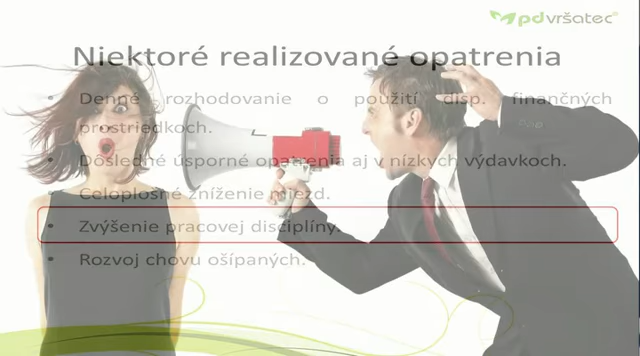 pdvršatec
Niektoré realizované opatrenia
• Denné rozhodovanie o použití disp. finančných
prostriedkoch.
• Dôsledné úsporné opatrenia aj v nízkych výdavkoch.
• Celoplošné zníženie miezd.
• Zvýšenie pracovej disciplíny.
• Rozvoj chovu ošípaných.